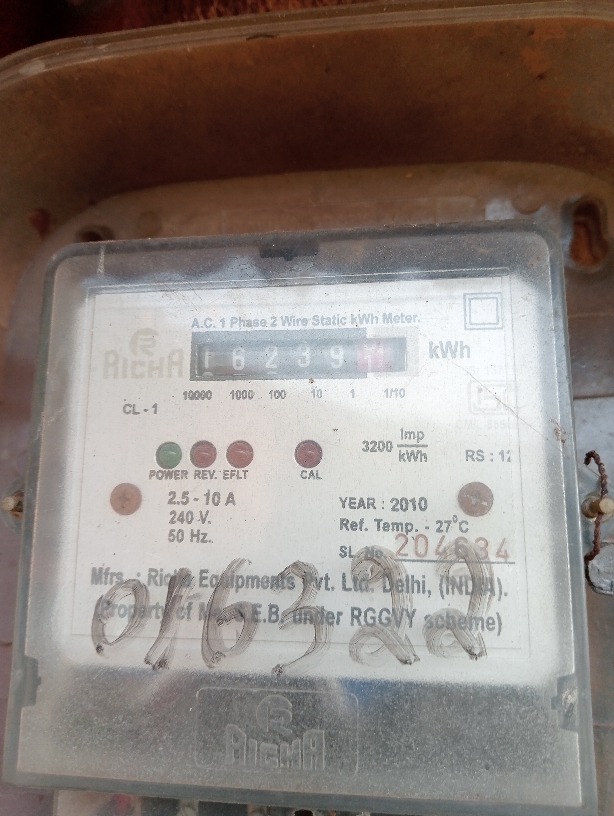 A.C. 1 Phase 2 Wire Static kWh Meter.
RICHA
1 6 2 3 9
kWh
10000 1000 100 10 1 1/10
CL - 1
3200 Imp/kWh
RS : 12
POWER REV. EFLT CAL
2.5 - 10 A
240 V.
50 Hz.
YEAR : 2010
Ref. Temp. - 27°C
SL. No.
Mfrs. : Richa Equipments Pvt. Ltd. Delhi, (INDIA).
(Property of E.B. under RGGVY scheme)
016322
RICHA